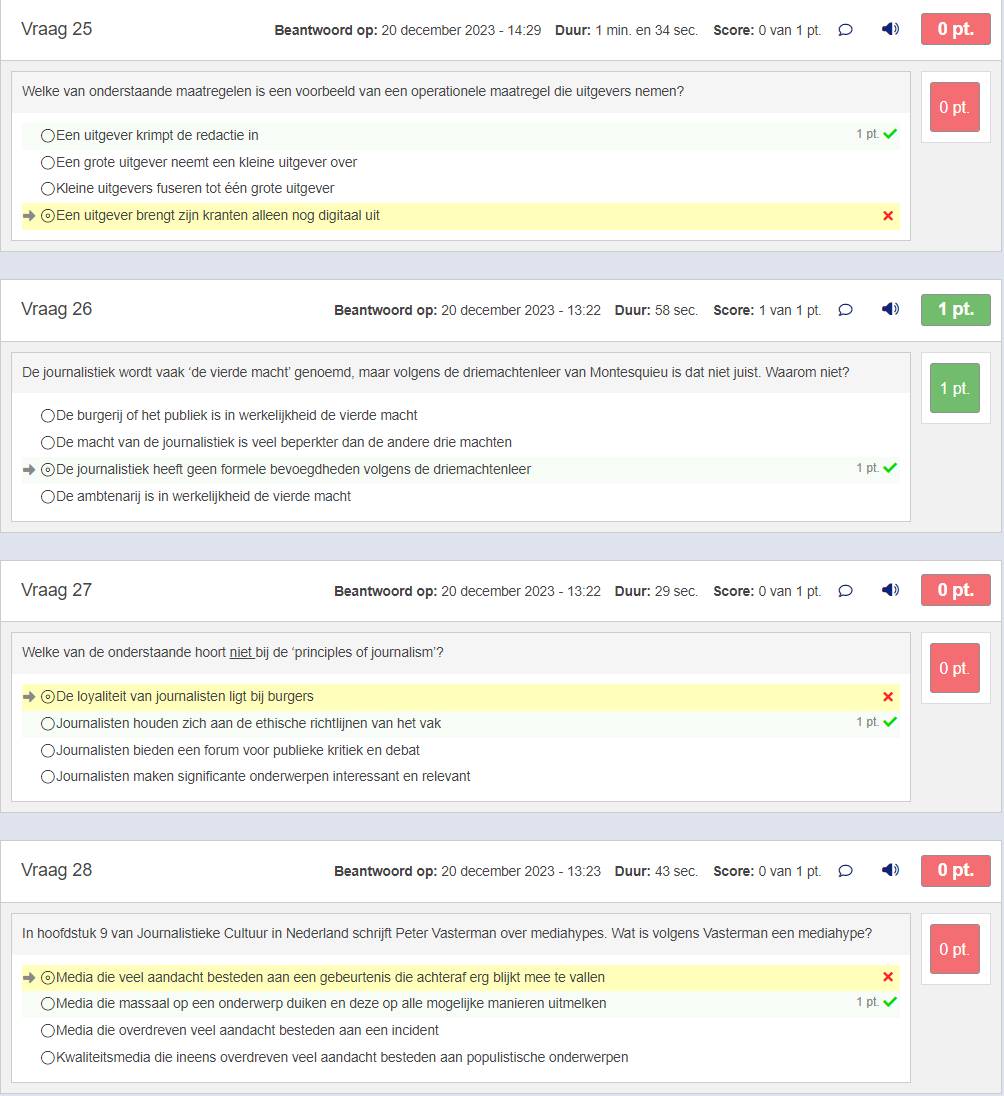 Vraag 25 Beantwoord op: 20 december 2023 - 14:29 Duur: 1 min. en 34 sec. Score: 0 van 1 pt. 0 pt.
Welke van onderstaande maatregelen is een voorbeeld van een operationele maatregel die uitgevers nemen? 0 pt.
Een uitgever krimpt de redactie in 1 pt.
Een grote uitgever neemt een kleine uitgever over
Kleine uitgevers fuseren tot één grote uitgever
Een uitgever brengt zijn kranten alleen nog digitaal uit
Vraag 26 Beantwoord op: 20 december 2023 - 13:22 Duur: 58 sec. Score: 1 van 1 pt. 1 pt.
De journalistiek wordt vaak ‘de vierde macht’ genoemd, maar volgens de driemachtenleer van Montesquieu is dat niet juist. Waarom niet? 1 pt.
De burgerij of het publiek is in werkelijkheid de vierde macht
De macht van de journalistiek is veel beperkter dan de andere drie machten
De journalistiek heeft geen formele bevoegdheden volgens de driemachtenleer 1 pt.
De ambtenarij is in werkelijkheid de vierde macht
Vraag 27 Beantwoord op: 20 december 2023 - 13:22 Duur: 29 sec. Score: 0 van 1 pt. 0 pt.
Welke van de onderstaande hoort niet bij de ‘principles of journalism’? 0 pt.
De loyaliteit van journalisten ligt bij burgers
Journalisten houden zich aan de ethische richtlijnen van het vak 1 pt.
Journalisten bieden een forum voor publieke kritiek en debat
Journalisten maken significante onderwerpen interessant en relevant
Vraag 28 Beantwoord op: 20 december 2023 - 13:23 Duur: 43 sec. Score: 0 van 1 pt. 0 pt.
In hoofdstuk 9 van Journalistieke Cultuur in Nederland schrijft Peter Vasterman over mediahypes. Wat is volgens Vasterman een mediahype? 0 pt.
Media die veel aandacht besteden aan een gebeurtenis die achteraf erg blijkt mee te vallen
Media die massaal op een onderwerp duiken en deze op alle mogelijke manieren uitmelken 1 pt.
Media die overdreven veel aandacht besteden aan een incident
Kwaliteitsmedia die ineens overdreven veel aandacht besteden aan populistische onderwerpen